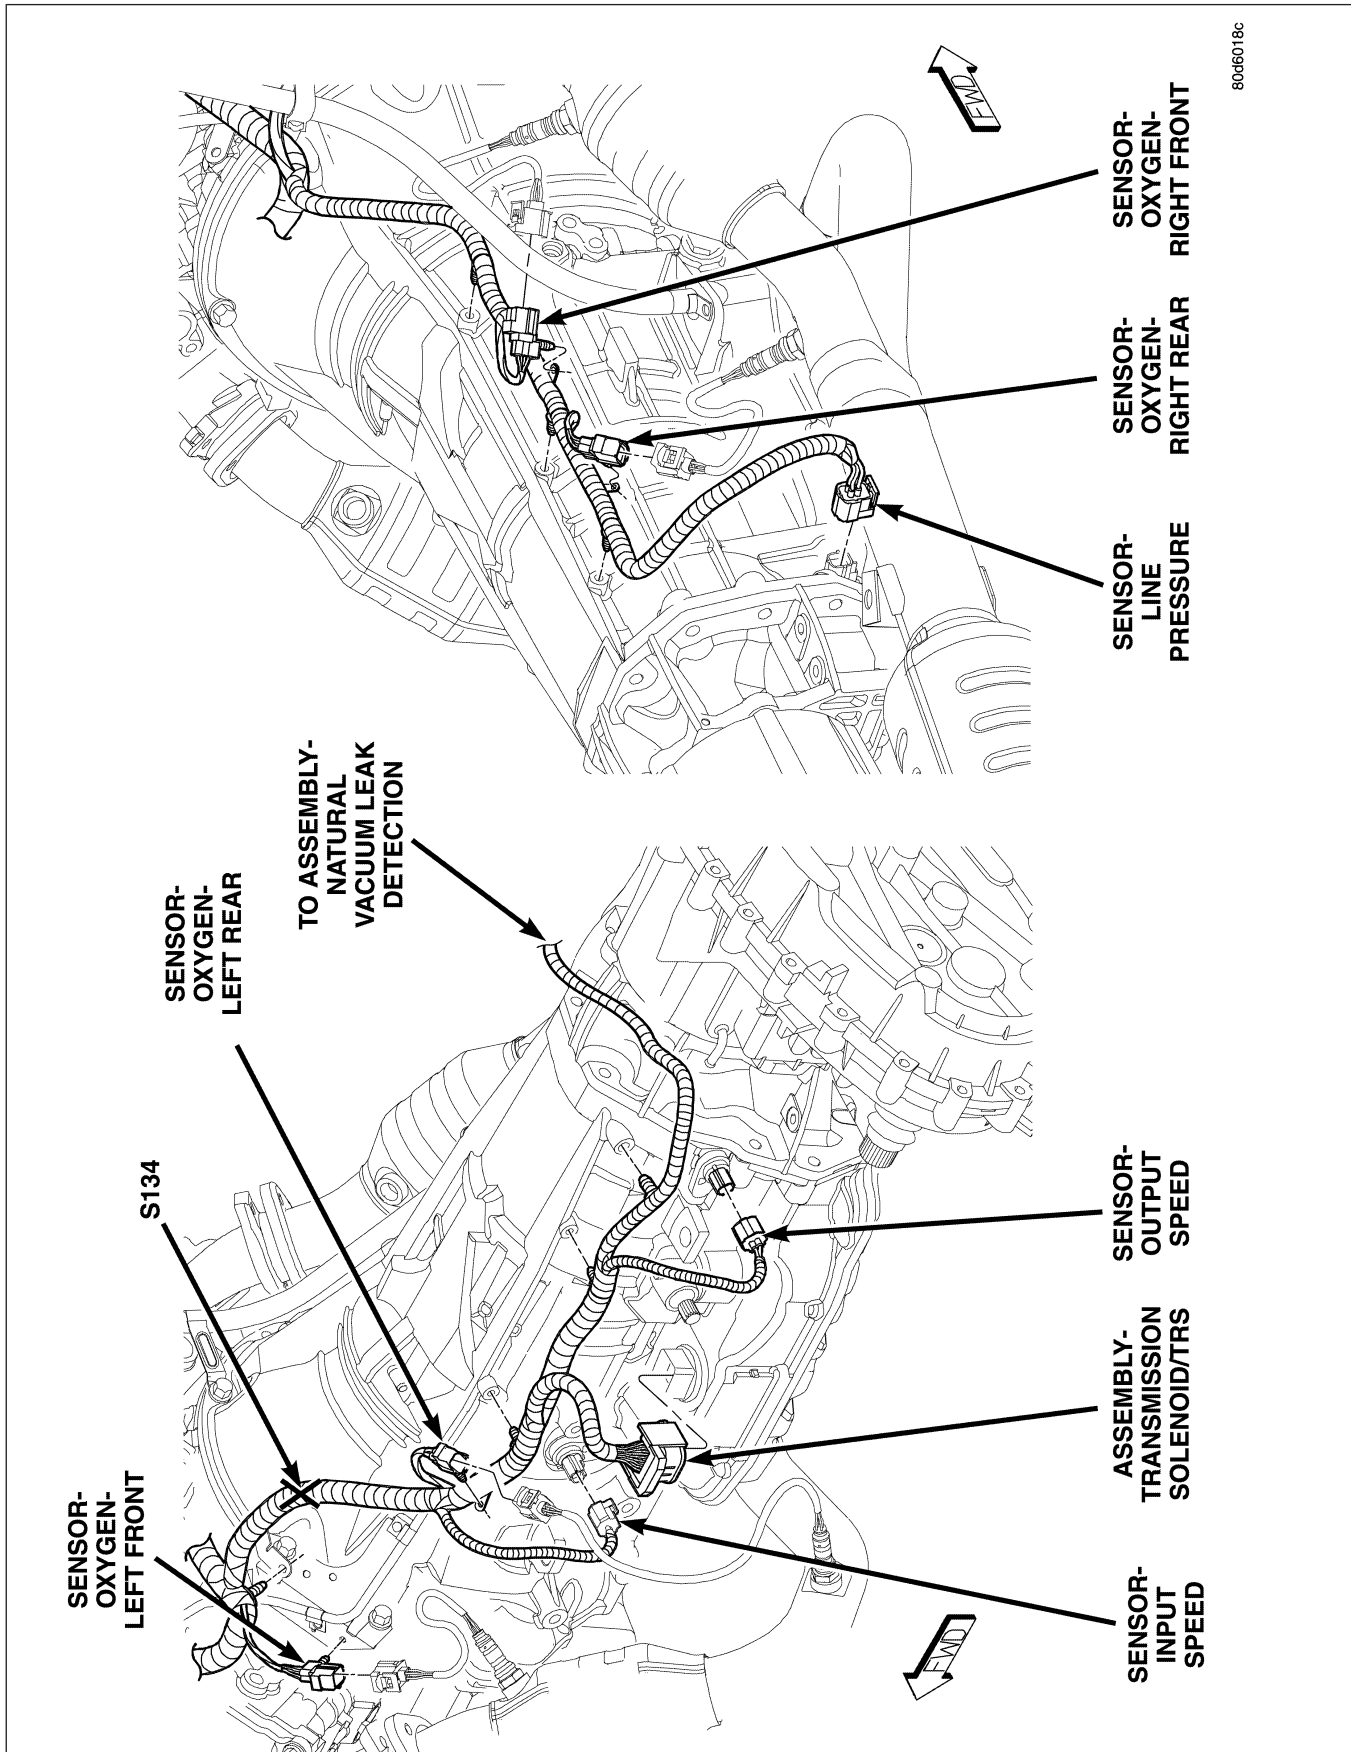 SENSOR-
OXYGEN-
LEFT FRONT
S134
SENSOR-
OXYGEN-
LEFT REAR
TO ASSEMBLY-
NATURAL
VACUUM LEAK
DETECTION
SENSOR-
INPUT
SPEED
ASSEMBLY-
TRANSMISSION
SOLENOID/TRS
SENSOR-
OUTPUT
SPEED
FWD
SENSOR-
LINE
PRESSURE
SENSOR-
OXYGEN-
RIGHT REAR
SENSOR-
OXYGEN-
RIGHT FRONT
FWD
80d6018c